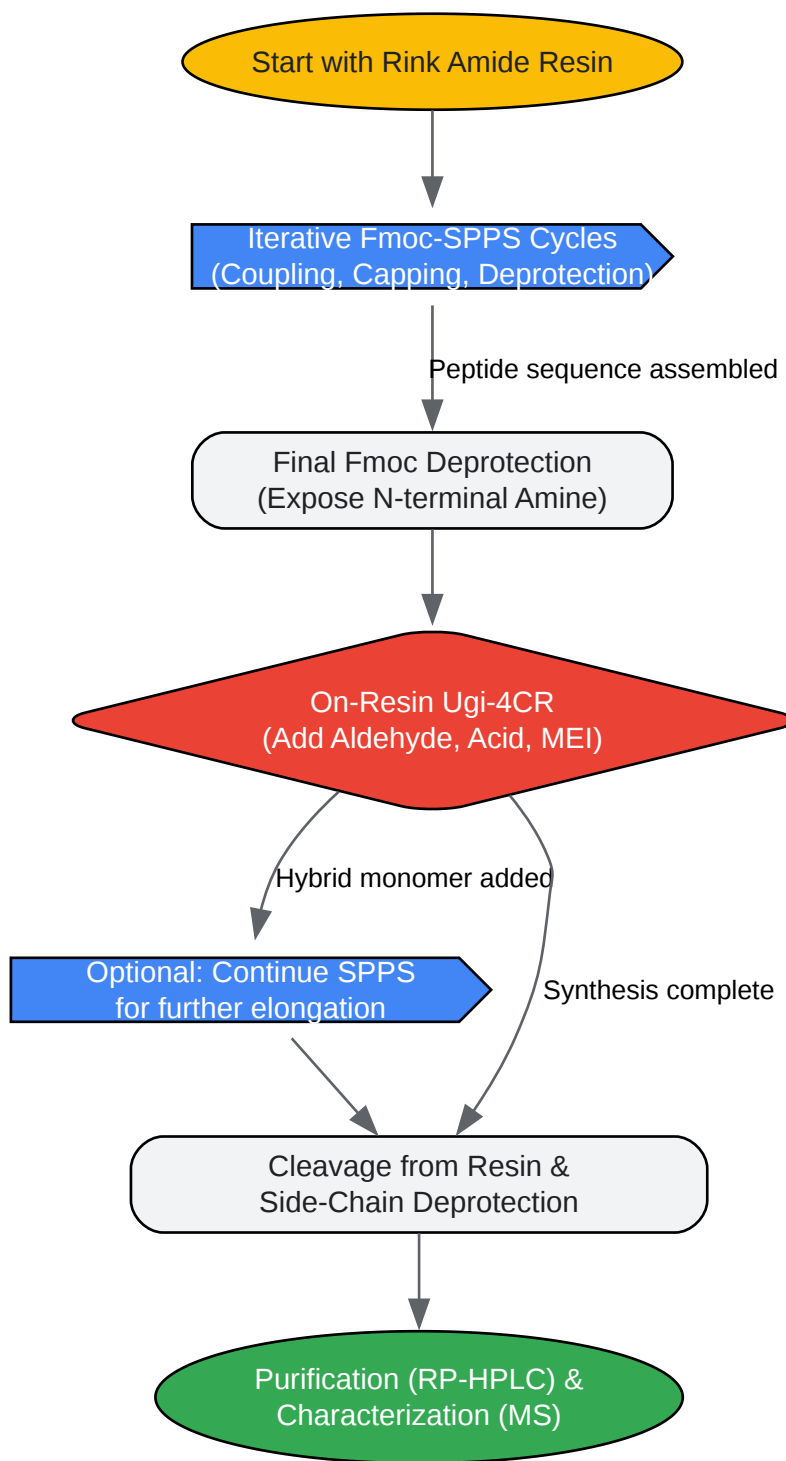 Start with Rink Amide Resin
Iterative Fmoc-SPPS Cycles
(Coupling, Capping, Deprotection)
Peptide sequence assembled
Final Fmoc Deprotection
(Expose N-terminal Amine)
On-Resin Ugi-4CR
(Add Aldehyde, Acid, MEI)
Hybrid monomer added
Optional: Continue SPPS
for further elongation
Synthesis complete
Cleavage from Resin &
Side-Chain Deprotection
Purification (RP-HPLC) &
Characterization (MS)